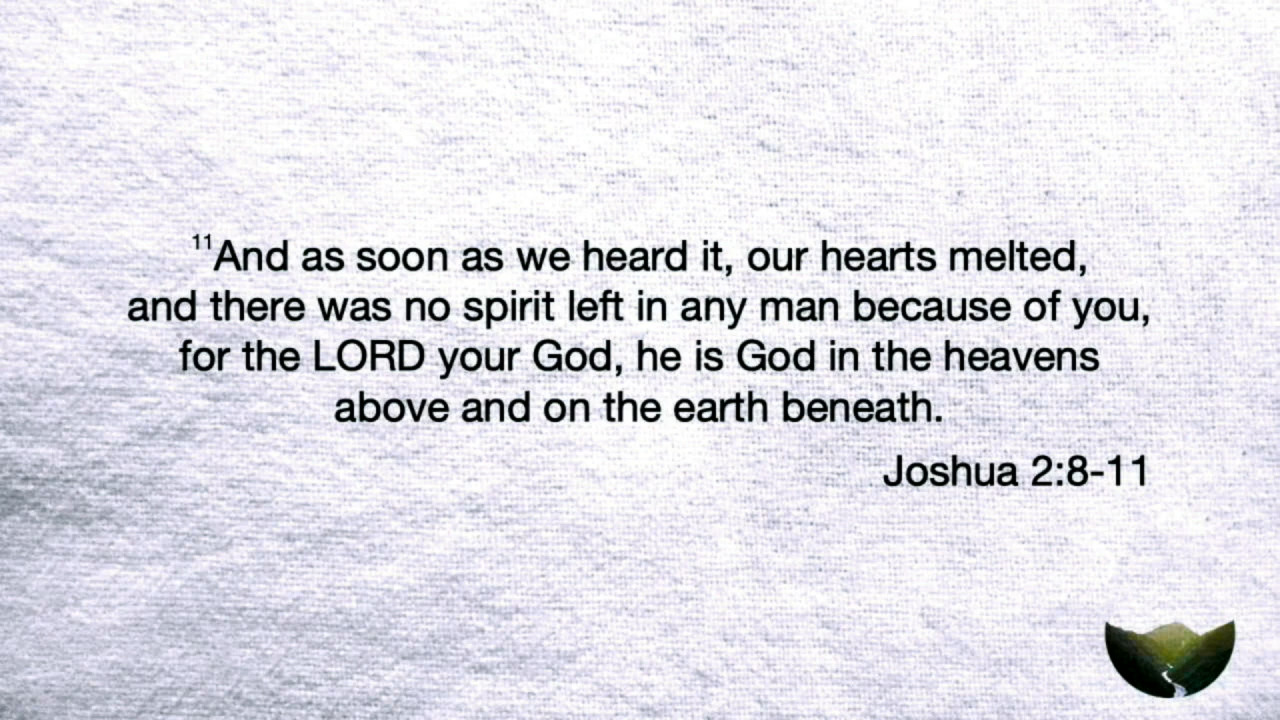 ¹¹And as soon as we heard it, our hearts melted,
and there was no spirit left in any man because of you,
for the LORD your God, he is God in the heavens
above and on the earth beneath.
Joshua 2:8-11